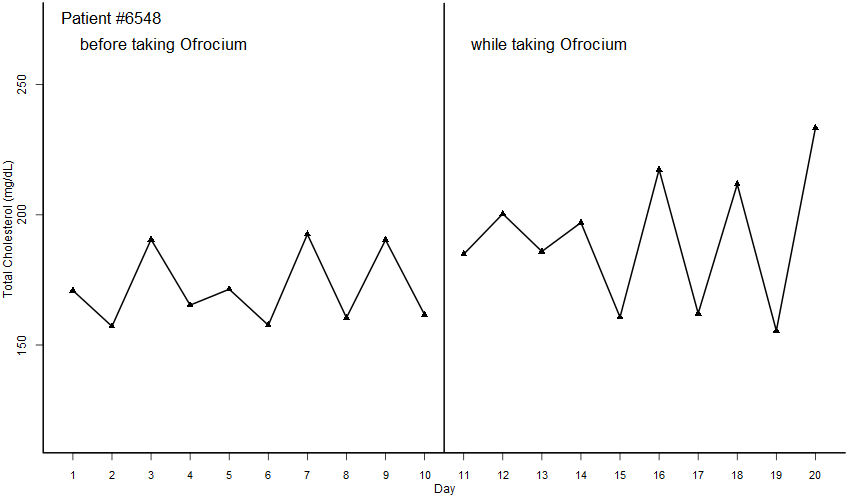 Patient #6548
before taking Ofrocium
while taking Ofrocium
Total Cholesterol (mg/dL)
250
200
150
1 2 3 4 5 6 7 8 9 10 11 12 13 14 15 16 17 18 19 20
Day